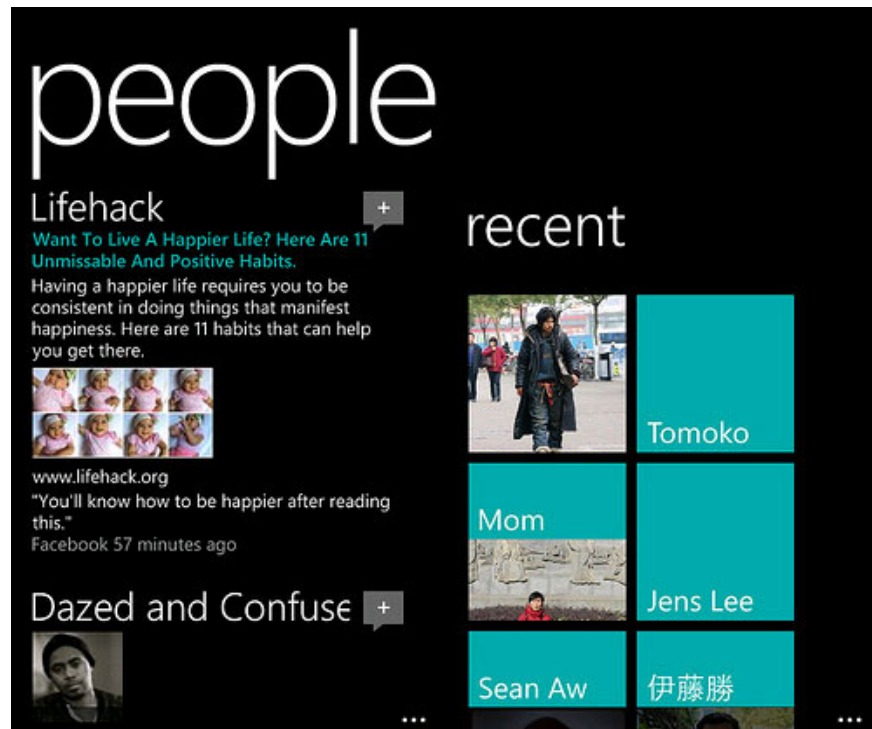 people
Lifehack
+
Want To Live A Happier Life? Here Are 11
Unmissable And Positive Habits.
Having a happier life requires you to be
consistent in doing things that manifest
happiness. Here are 11 habits that can help
you get there.
www.lifehack.org
"You'll know how to be happier after reading
this."
Facebook 57 minutes ago
Dazed and Confuse
+
...
recent
Tomoko
Mom
Jens Lee
Sean Aw
伊藤勝
...